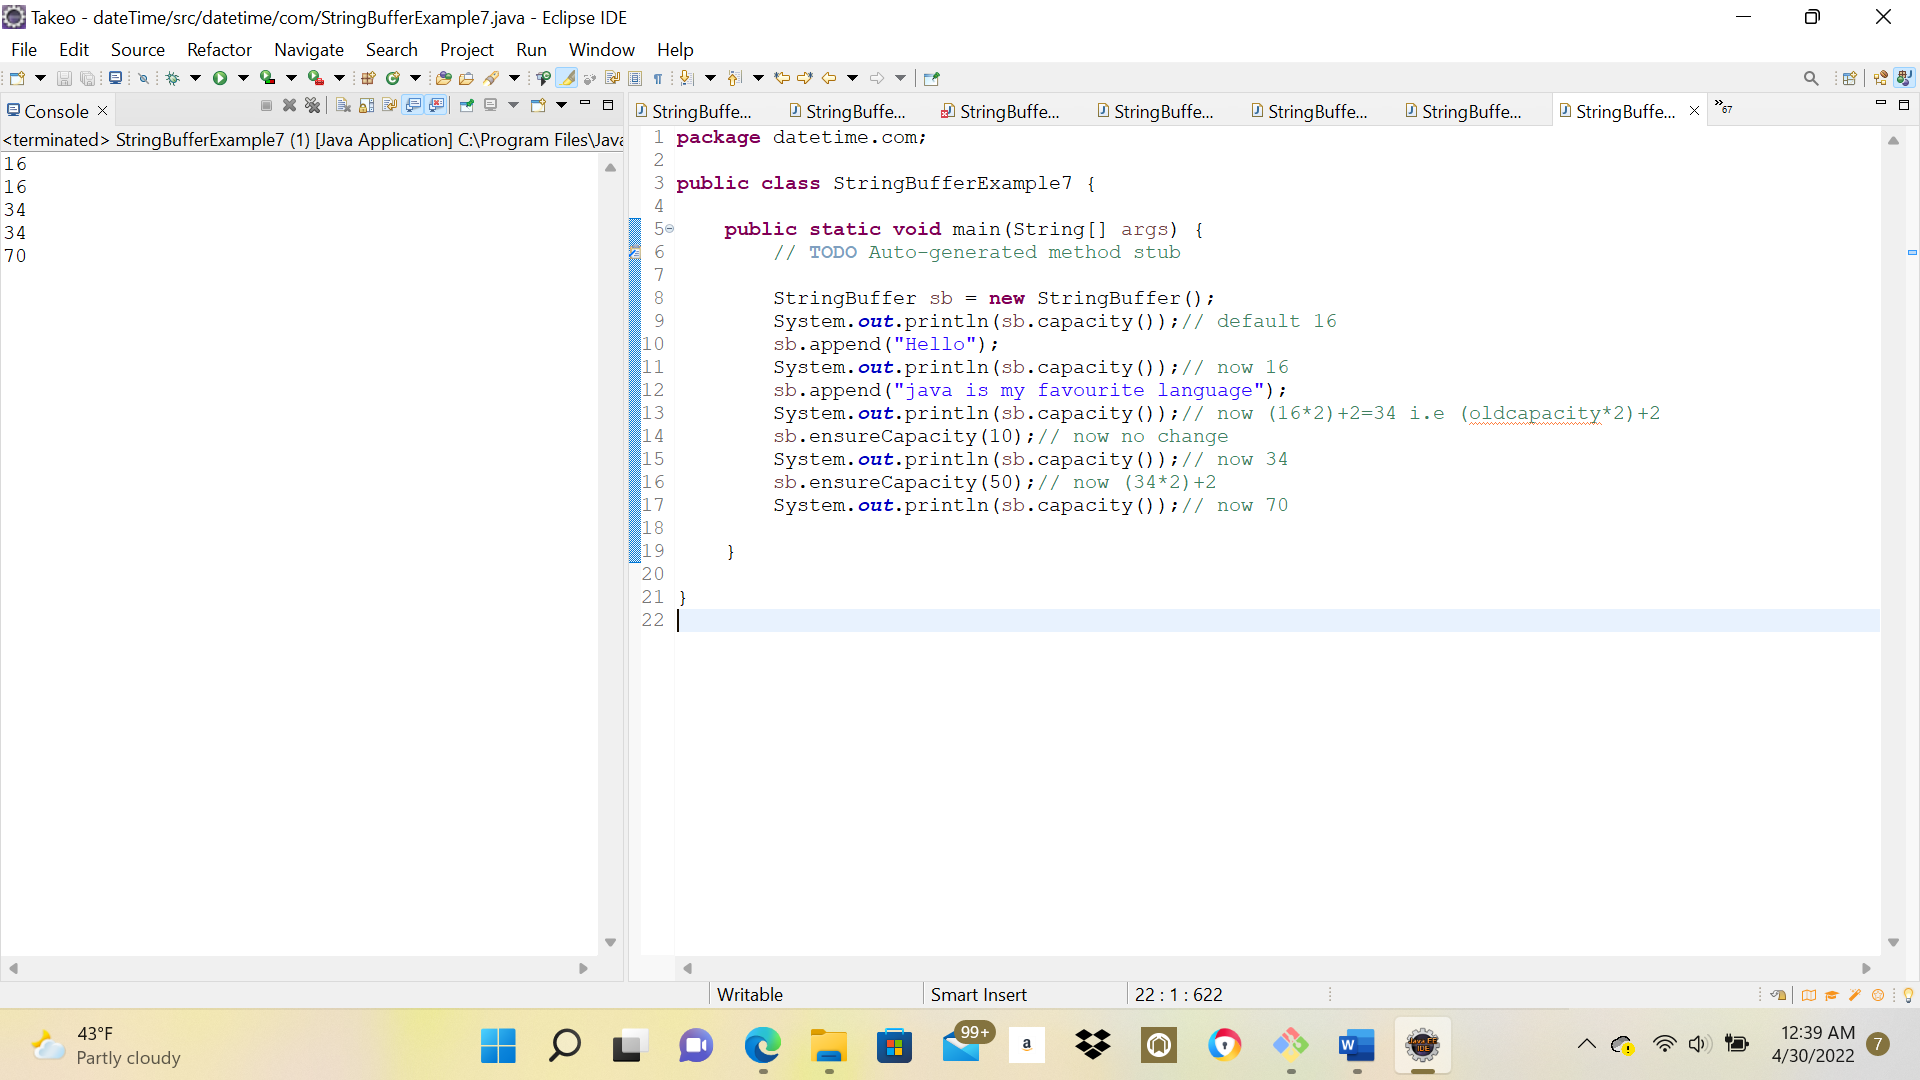 Takeo - dateTime/src/datetime/com/StringBufferExample7.java - Eclipse IDE
File Edit Source Refactor Navigate Search Project Run Window Help
Console
<terminated> StringBufferExample7 (1) [Java Application] C:\Program Files\Java
16
16
34
34
70
StringBuffe... StringBuffe... StringBuffe... StringBuffe... StringBuffe... StringBuffe... StringBuffe... »67
1 package datetime.com;
2
3 public class StringBufferExample7 {
4
5 public static void main(String[] args) {
6 // TODO Auto-generated method stub
7
8 StringBuffer sb = new StringBuffer();
9 System.out.println(sb.capacity());// default 16
10 sb.append("Hello");
11 System.out.println(sb.capacity());// now 16
12 sb.append("java is my favourite language");
13 System.out.println(sb.capacity());// now (16*2)+2=34 i.e (oldcapacity*2)+2
14 sb.ensureCapacity(10);// now no change
15 System.out.println(sb.capacity());// now 34
16 sb.ensureCapacity(50);// now (34*2)+2
17 System.out.println(sb.capacity());// now 70
18
19 }
20
21 }
22
Writable Smart Insert 22 : 1 : 622
43°F
Partly cloudy
99+
a
W
Java EE
IDE
12:39 AM
4/30/2022
7